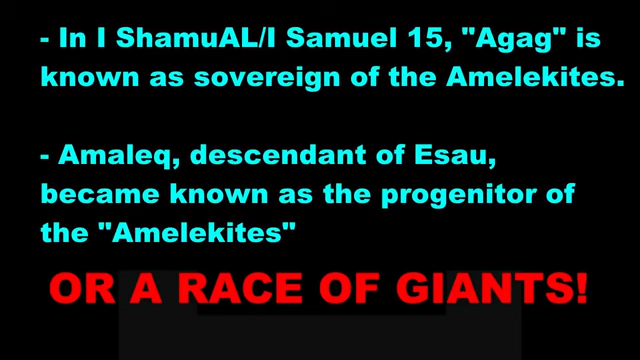 - In I ShamuAL/I Samuel 15, "Agag" is
known as sovereign of the Amelekites.
- Amaleq, descendant of Esau,
became known as the progenitor of
the "Amelekites"
OR A RACE OF GIANTS!